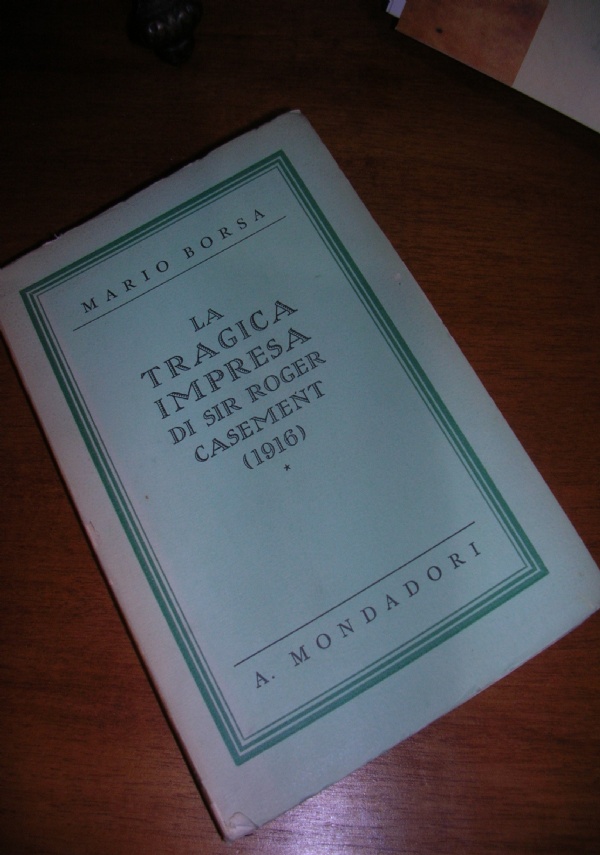 MARIO BORSA
LA
TRAGICA
IMPRESA
DI SIR ROGER
CASEMENT
(1916)
*
A. MONDADORI